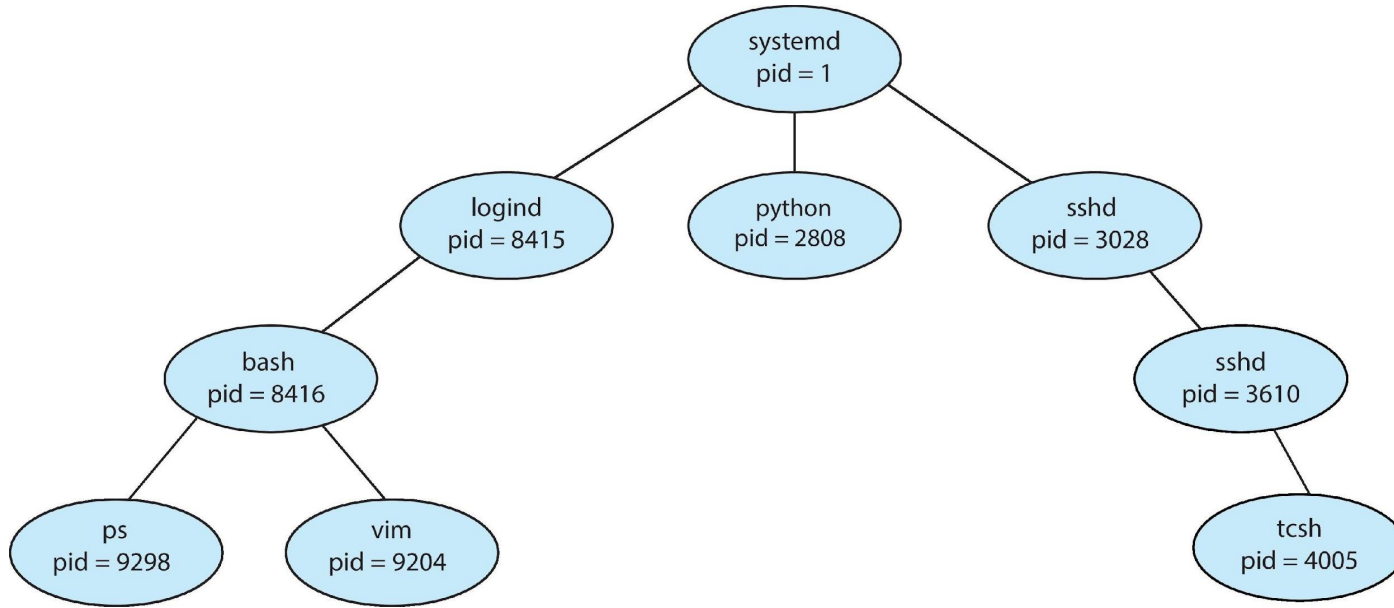 systemd
pid = 1
logind
pid = 8415
python
pid = 2808
sshd
pid = 3028
bash
pid = 8416
sshd
pid = 3610
ps
pid = 9298
vim
pid = 9204
tcsh
pid = 4005